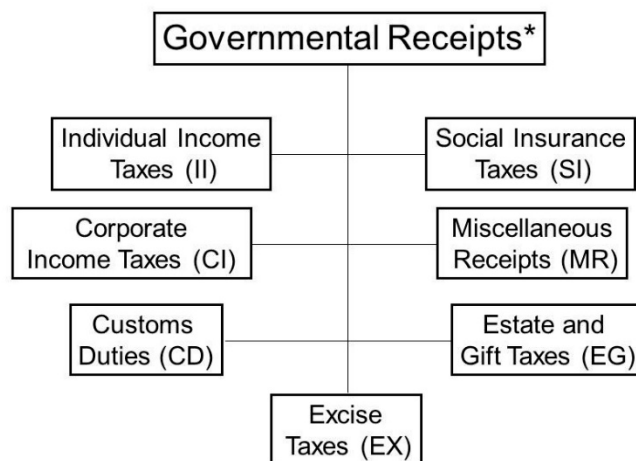 Governmental Receipts*
Individual Income
Taxes (II)
Social Insurance
Taxes (SI)
Corporate
Income Taxes (CI)
Miscellaneous
Receipts (MR)
Customs
Duties (CD)
Estate and
Gift Taxes (EG)
Excise
Taxes (EX)